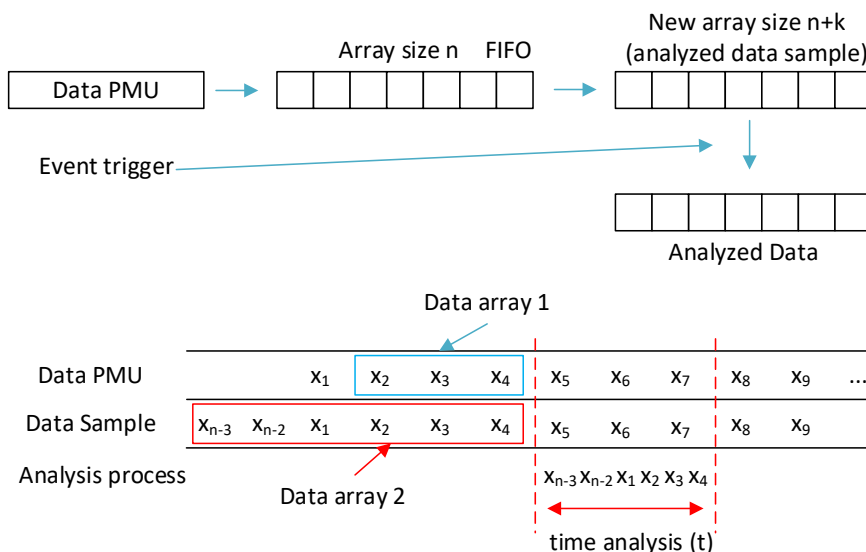 New array size n+k
Array size n FIFO (analyzed data sample)
Data PMU
Event trigger
Analyzed Data
Data array 1
Data PMU x₁ x₂ x₃ x₄ x₅ x₆ x₇ x₈ x₉ ...
Data Sample xₙ₋₃ xₙ₋₂ x₁ x₂ x₃ x₄ x₅ x₆ x₇ x₈ x₉
Analysis process xₙ₋₃ xₙ₋₂ x₁ x₂ x₃ x₄
Data array 2
time analysis (t)